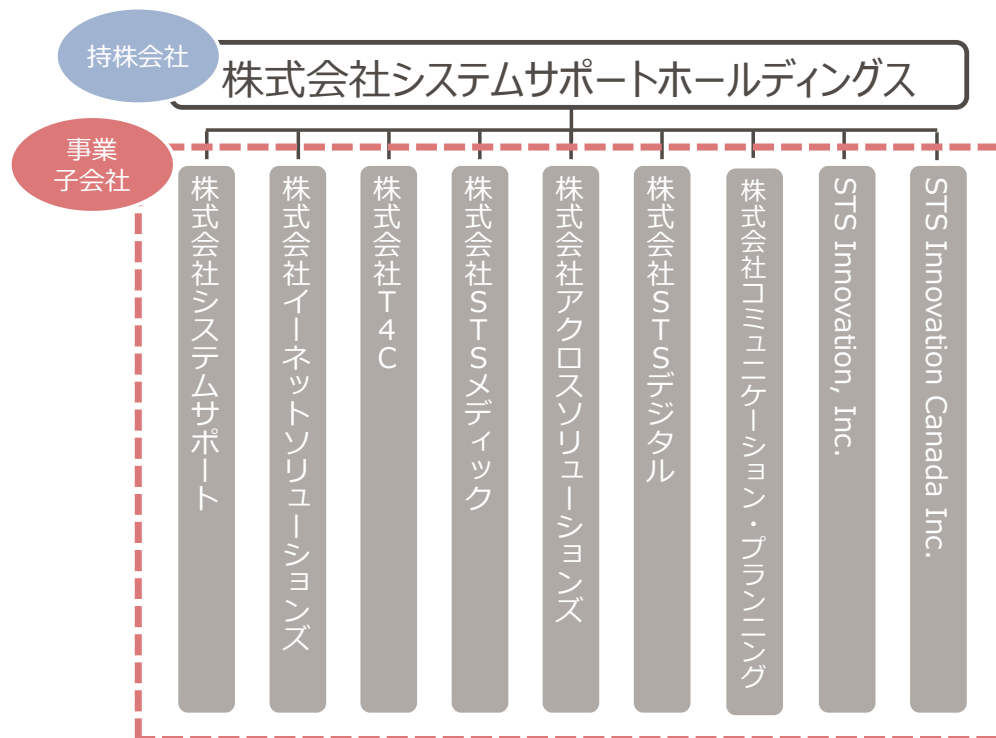 持株会社
株式会社システムサポートホールディングス
事業
子会社
株式会社システムサポート
株式会社イーネットソリューションズ
株式会社T4C
株式会社STSメディック
株式会社アクロスソリューションズ
株式会社STSデジタル
株式会社コミュニケーション・プランニング
STS Innovation, Inc.
STS Innovation Canada Inc.